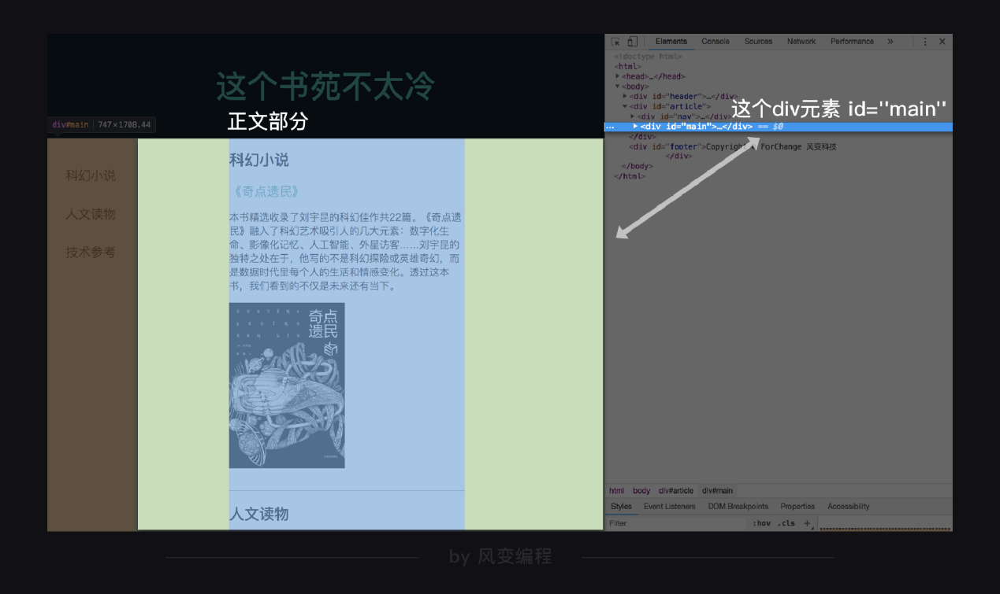 Elements Console Sources Network Performance »
<!doctype html>
<html>
<head>…</head>
<body>
<div id="header">…</div>
<div id="article">
<div id="nav">…</div>
<div id="main">…</div> == $0
</div>
<div id="footer">Copyright ForChange 风变科技
</div>
</body>
</html>
这个div元素 id="main"
这个书苑不太冷
正文部分
div#main 747×1708.44
科幻小说
人文读物
技术参考
科幻小说
《奇点遗民》
本书精选收录了刘宇昆的科幻佳作共22篇。《奇点遗
民》融入了科幻艺术吸引人的几大元素：数字化生
命、影像化记忆、人工智能、外星访客……刘宇昆的
独特之处在于，他写的不是科幻探险或英雄奇幻，而
是数据时代里每个人的生活和情感变化。透过这本
书，我们看到的不仅是未来还有当下。
奇点
遗民
人文读物
html body div#article div#main
Styles Event Listeners DOM Breakpoints Properties Accessibility
Filter :hov .cls +
by 风变编程